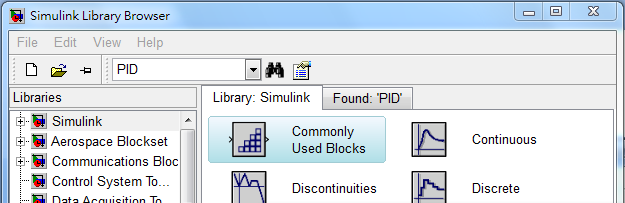 Simulink Library Browser
File Edit View Help
PID
Libraries
Library: Simulink Found: 'PID'
Simulink
Aerospace Blockset
Communications Bloc
Control System To...
Data Acquisition To
Commonly
Used Blocks
Continuous
Discontinuities
Discrete